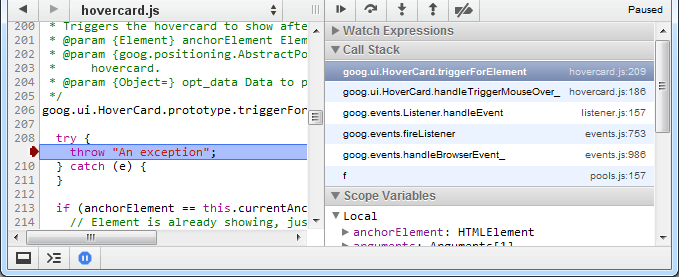 hovercard.js
Paused
200 * Triggers the hovercard to show afte
201 * @param {Element} anchorElement Elem
202 * @param {goog.positioning.AbstractPo
203 * hovercard.
204 * @param {Object=} opt_data Data to p
205 */
206 goog.ui.HoverCard.prototype.triggerFor
207
208 try {
throw "An exception";
210 } catch (e) {
211 }
212
213 if (anchorElement == this.currentAnc
214 // Element is already showing, jus
Watch Expressions
Call Stack
goog.ui.HoverCard.triggerForElement hovercard.js:209
goog.ui.HoverCard.handleTriggerMouseOver_ hovercard.js:186
goog.events.Listener.handleEvent listener.js:157
goog.events.fireListener events.js:753
goog.events.handleBrowserEvent_ events.js:986
f pools.js:157
Scope Variables
Local
anchorElement: HTMLElement
arguments: Arguments[1]